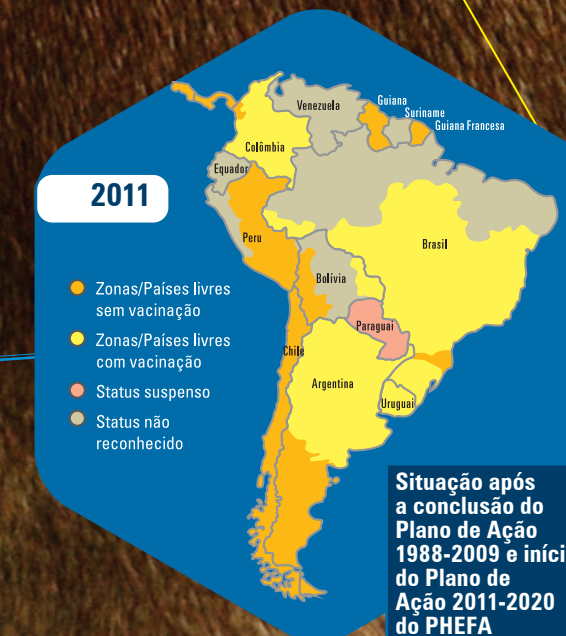 2011
Zonas/Países livres
sem vacinação
Zonas/Países livres
com vacinação
Status suspenso
Status não
reconhecido
Venezuela
Guiana
Suriname
Guiana Francesa
Colômbia
Equador
Peru
Brasil
Bolívia
Paraguai
Chile
Argentina
Uruguai
Situação após
a conclusão do
Plano de Ação
1988-2009 e iníci
do Plano de
Ação 2011-2020
do PHEFA